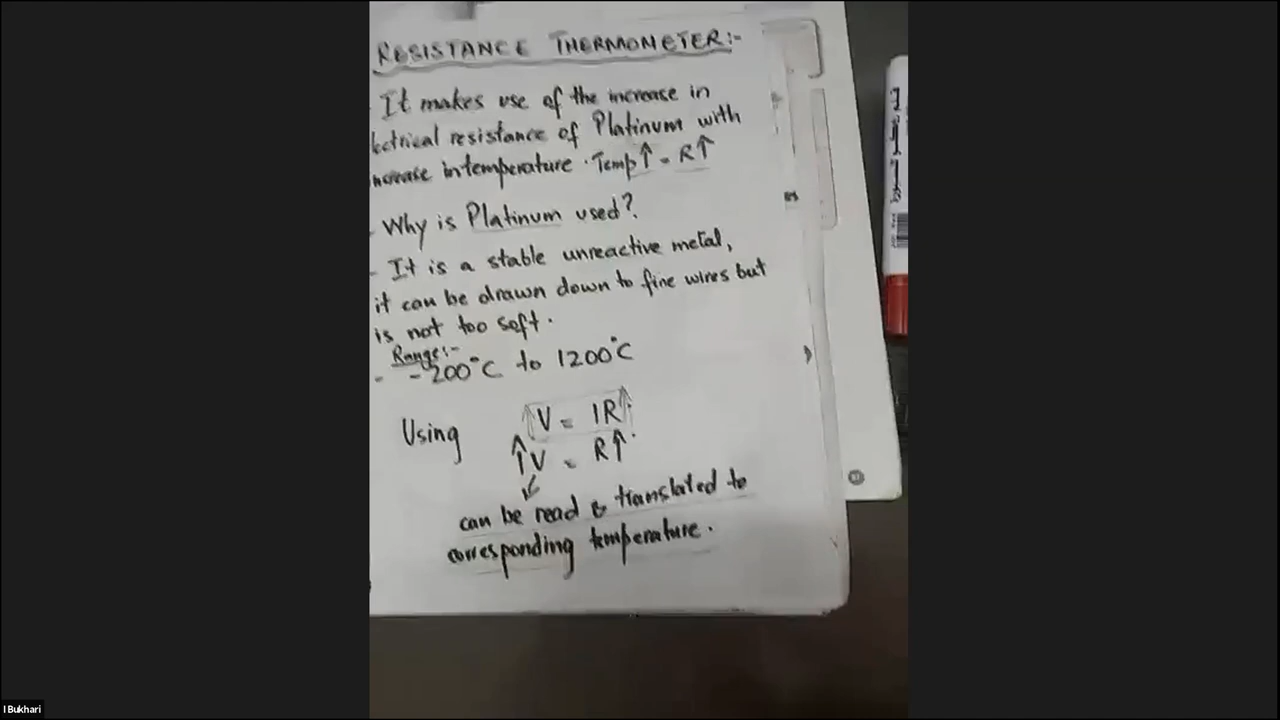 RESISTANCE THERMOMETER:-
It makes use of the increase in
lectrical resistance of Platinum with
ncrease in temperature. Temp↑ = R↑
- Why is Platinum used?
- It is a stable unreactive metal,
it can be drawn down to fine wires but
is not too soft.
Range:-
- -200°C to 1200°C
Using ↑V = IR↑
↑V = R↑
can be read & translated to
corresponding temperature.
I Bukhari